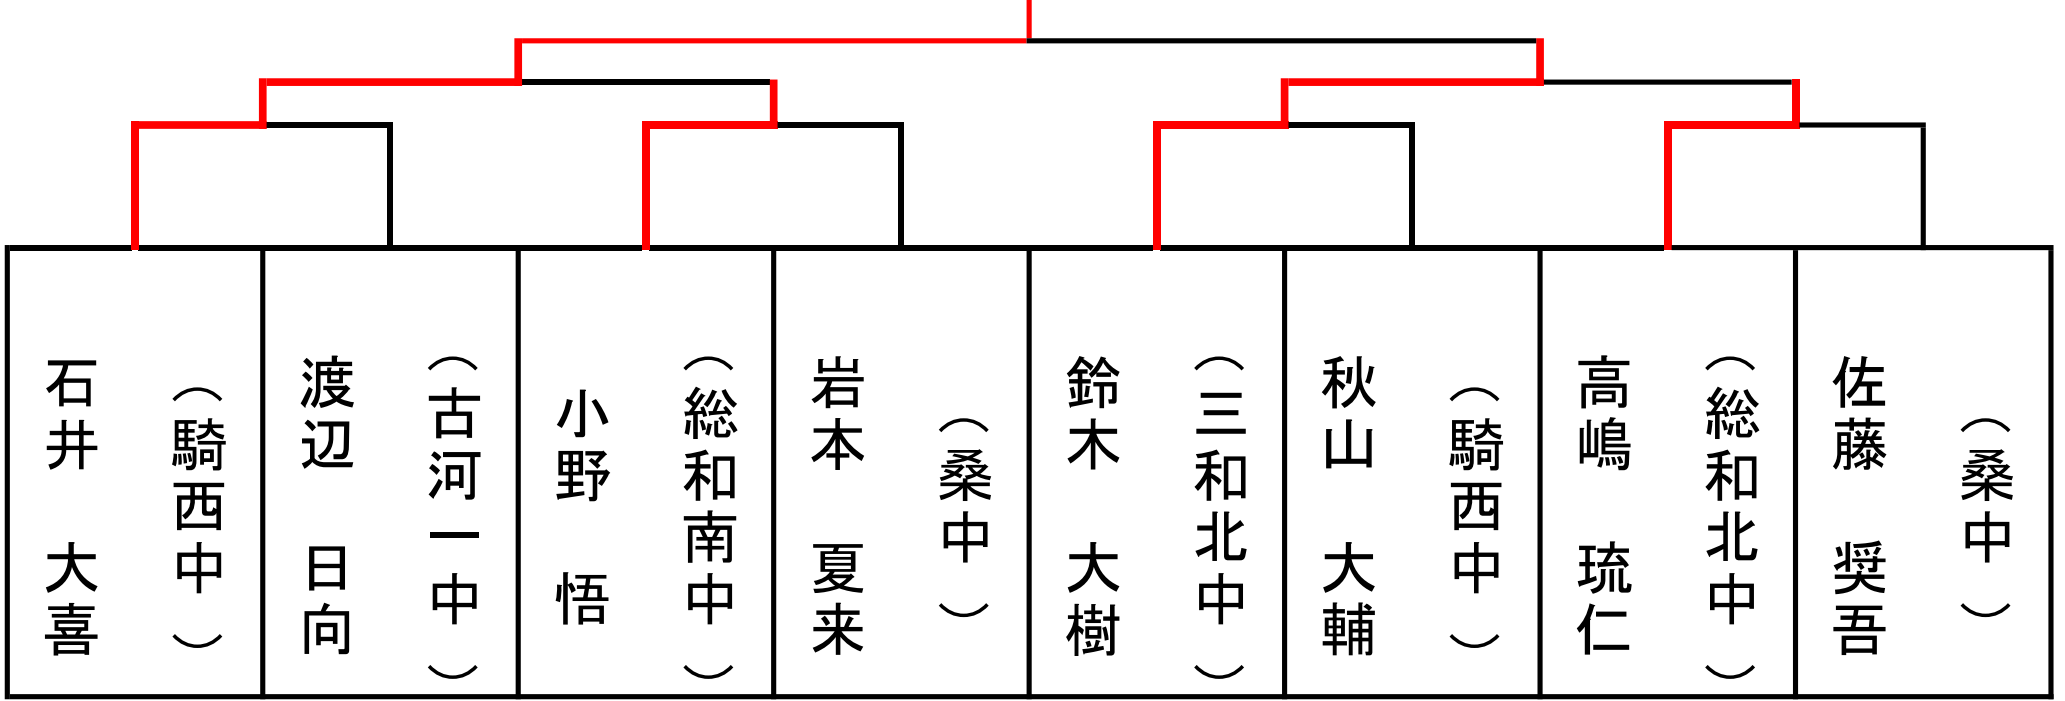 石井　大喜
（騎西中）
渡辺　日向
（古河一中）
小野　悟
（総和南中）
岩本　夏来
（桑中）
鈴木　大樹
（三和北中）
秋山　大輔
（騎西中）
高嶋　琉仁
（総和北中）
佐藤　奨吾
（桑中）